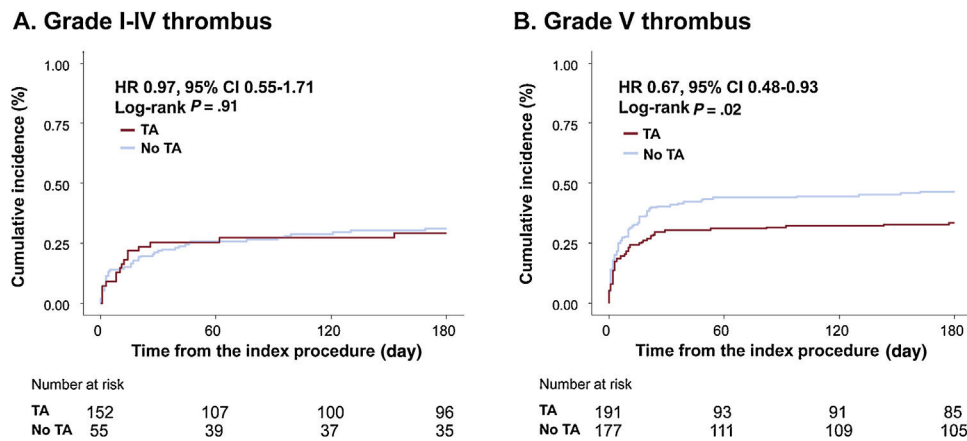 A. Grade I-IV thrombus
Cumulative incidence (%)
1.00
0.75
0.50
0.25
0.00
HR 0.97, 95% CI 0.55-1.71
Log-rank P = .91
TA
No TA
0 60 120 180
Time from the index procedure (day)
Number at risk
TA 152 107 100 96
No TA 55 39 37 35
B. Grade V thrombus
Cumulative incidence (%)
1.00
0.75
0.50
0.25
0.00
HR 0.67, 95% CI 0.48-0.93
Log-rank P = .02
TA
No TA
0 60 120 180
Time from the index procedure (day)
Number at risk
TA 191 93 91 85
No TA 177 111 109 105